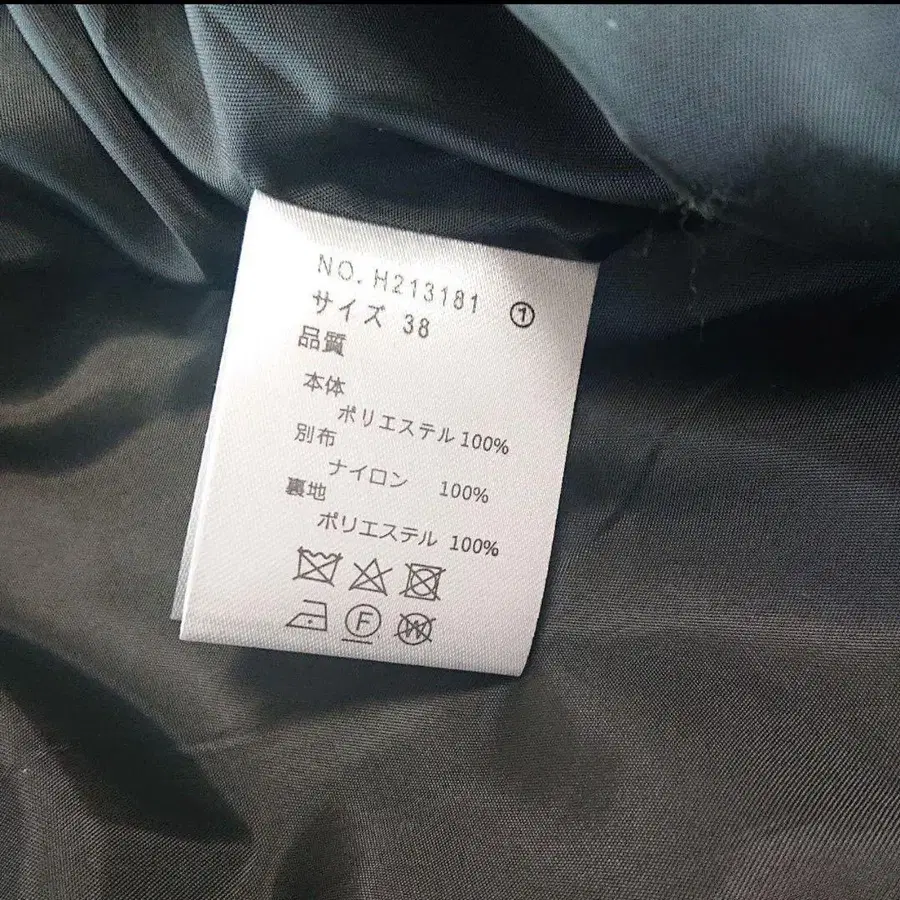 NO. H213181 ①
サイズ 38
品質
本体
ポリエステル 100%
別布
ナイロン 100%
裏地
ポリエステル 100%
F W